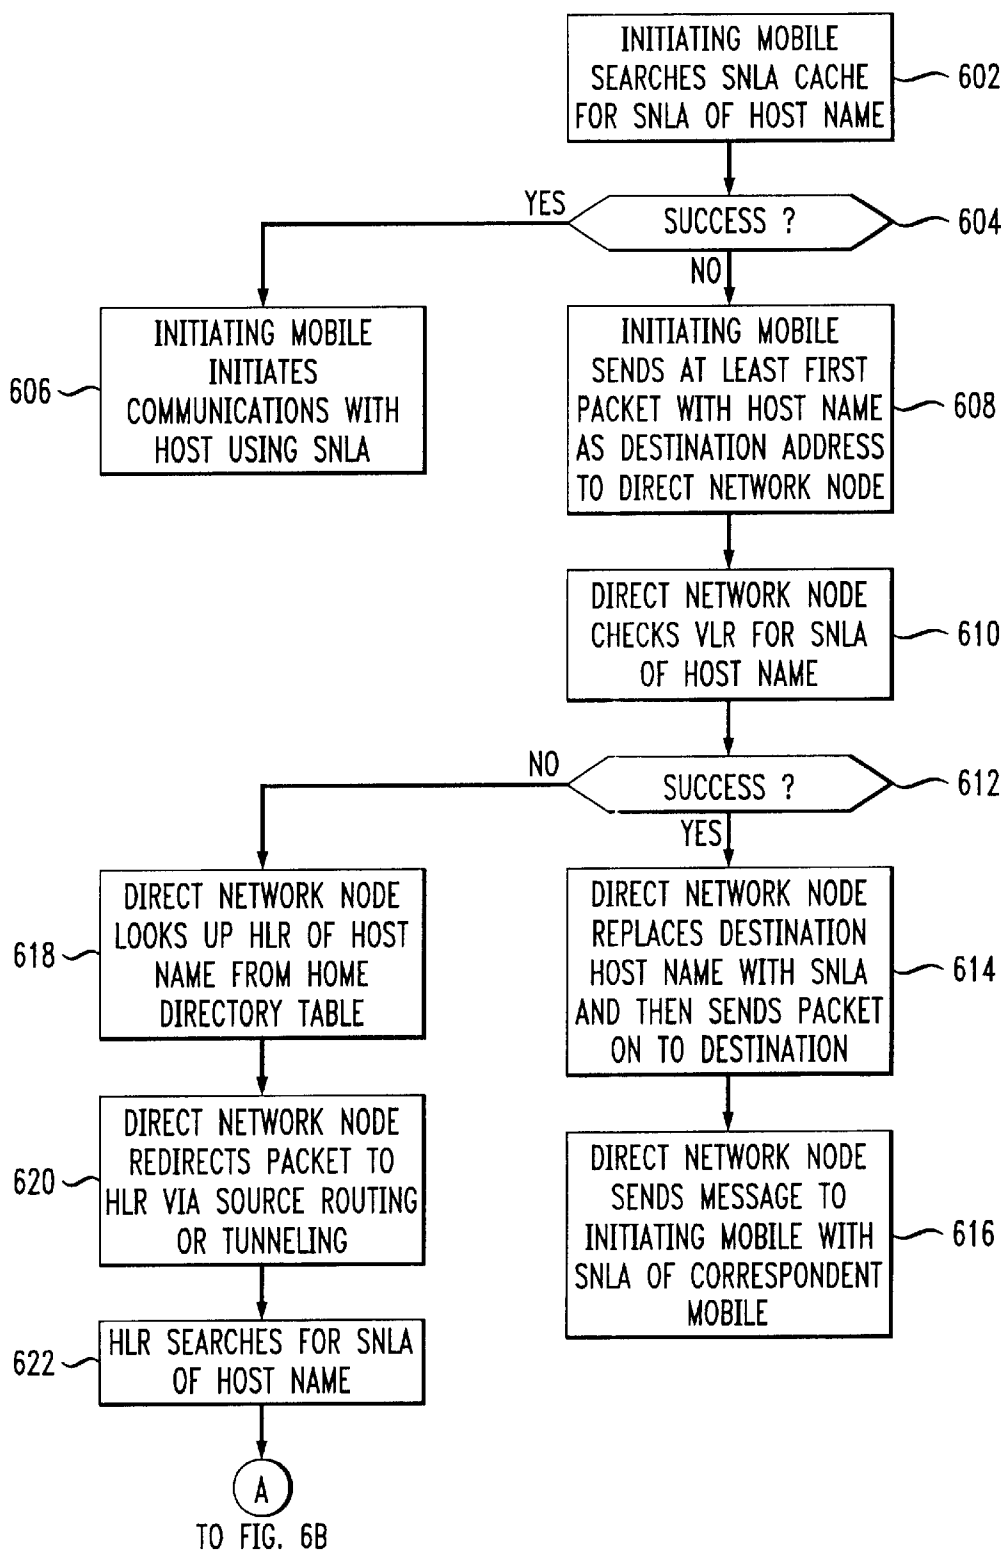 INITIATING MOBILE
SEARCHES SNLA CACHE
FOR SNLA OF HOST NAME
602
YES
SUCCESS ?
604
NO
INITIATING MOBILE
INITIATES
COMMUNICATIONS WITH
HOST USING SNLA
606
INITIATING MOBILE
SENDS AT LEAST FIRST
PACKET WITH HOST NAME
AS DESTINATION ADDRESS
TO DIRECT NETWORK NODE
608
DIRECT NETWORK NODE
CHECKS VLR FOR SNLA
OF HOST NAME
610
NO
SUCCESS ?
612
YES
DIRECT NETWORK NODE
LOOKS UP HLR OF HOST
NAME FROM HOME
DIRECTORY TABLE
618
DIRECT NETWORK NODE
REPLACES DESTINATION
HOST NAME WITH SNLA
AND THEN SENDS PACKET
ON TO DESTINATION
614
DIRECT NETWORK NODE
REDIRECTS PACKET TO
HLR VIA SOURCE ROUTING
OR TUNNELING
620
DIRECT NETWORK NODE
SENDS MESSAGE TO
INITIATING MOBILE WITH
SNLA OF CORRESPONDENT
MOBILE
616
HLR SEARCHES FOR SNLA
OF HOST NAME
622
A
TO FIG. 6B